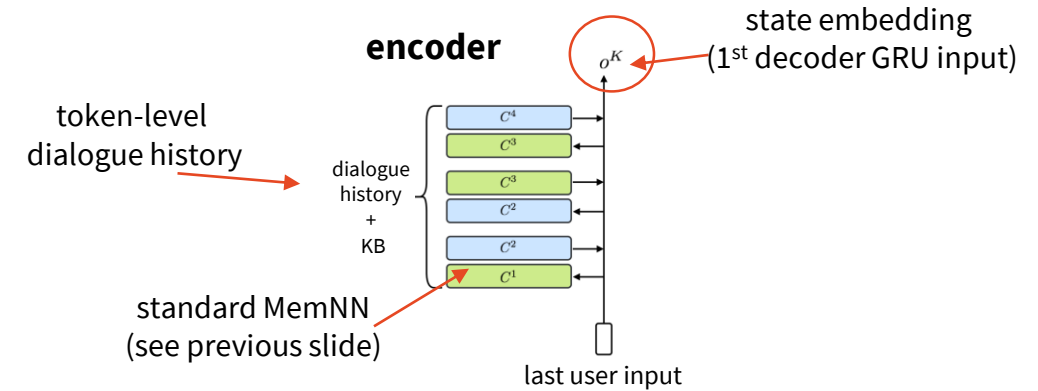 encoder
state embedding
(1st decoder GRU input)
o^K
token-level
dialogue history
dialogue
history
+
KB
C^4
C^3
C^3
C^2
C^2
C^1
standard MemNN
(see previous slide)
last user input